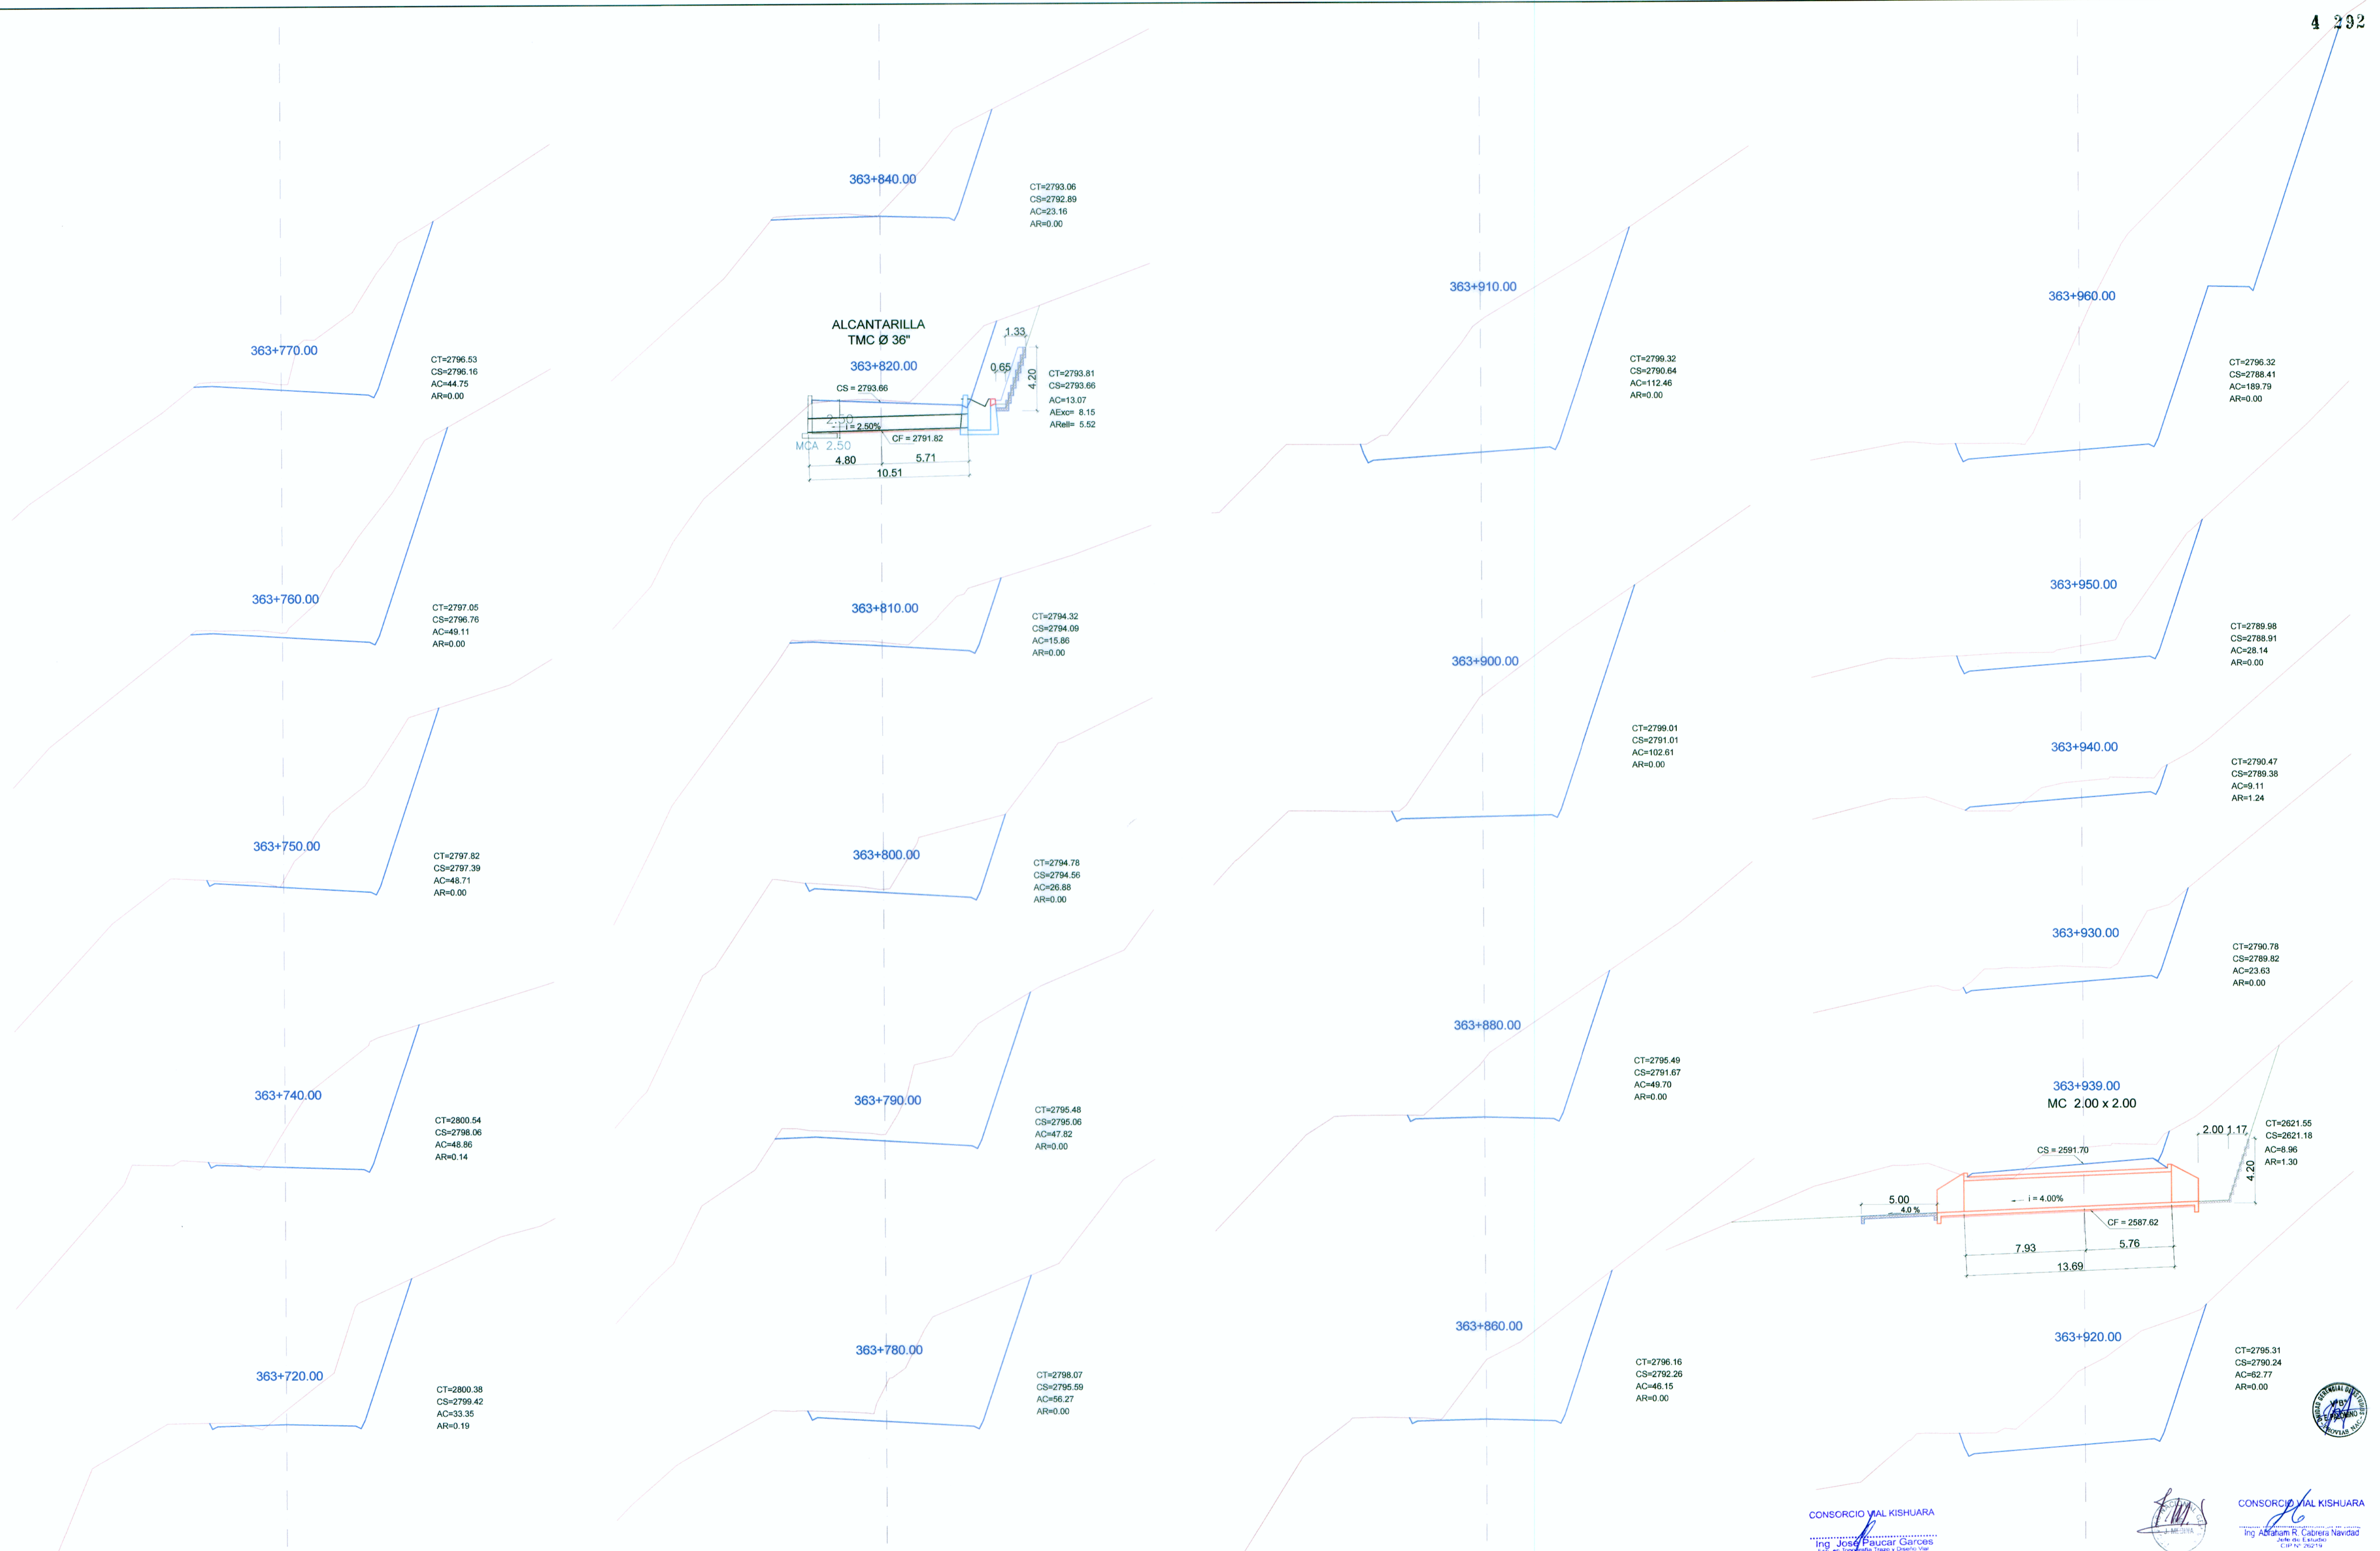 4 292
363+770.00
CT=2796.53
CS=2796.16
AC=44.75
AR=0.00
363+760.00
CT=2797.05
CS=2796.76
AC=49.11
AR=0.00
363+750.00
CT=2797.82
CS=2797.39
AC=48.71
AR=0.00
363+740.00
CT=2800.54
CS=2798.06
AC=48.86
AR=0.14
363+720.00
CT=2800.38
CS=2799.42
AC=33.35
AR=0.19
363+840.00
CT=2793.06
CS=2792.89
AC=23.16
AR=0.00
ALCANTARILLA
TMC Ø 36"
363+820.00
CS = 2793.66
1.33
0.65
4.20
2.50
i = 2.50%
MCA 2.50
CF = 2791.82
4.80
5.71
10.51
CT=2793.81
CS=2793.66
AC=13.07
AExc= 8.15
ARell= 5.52
363+810.00
CT=2794.32
CS=2794.09
AC=15.86
AR=0.00
363+800.00
CT=2794.78
CS=2794.56
AC=26.88
AR=0.00
363+790.00
CT=2795.48
CS=2795.06
AC=47.82
AR=0.00
363+780.00
CT=2798.07
CS=2795.59
AC=56.27
AR=0.00
363+910.00
CT=2799.32
CS=2790.64
AC=112.46
AR=0.00
363+900.00
CT=2799.01
CS=2791.01
AC=102.61
AR=0.00
363+880.00
CT=2795.49
CS=2791.67
AC=49.70
AR=0.00
363+860.00
CT=2796.16
CS=2792.26
AC=46.15
AR=0.00
363+960.00
CT=2796.32
CS=2788.41
AC=189.79
AR=0.00
363+950.00
CT=2789.98
CS=2788.91
AC=28.14
AR=0.00
363+940.00
CT=2790.47
CS=2789.38
AC=9.11
AR=1.24
363+930.00
CT=2790.78
CS=2789.82
AC=23.63
AR=0.00
363+939.00
MC 2.00 x 2.00
CS = 2591.70
2.00 1.17
4.20
5.00
4.0 %
i = 4.00%
CF = 2587.62
7.93
5.76
13.69
CT=2621.55
CS=2621.18
AC=8.96
AR=1.30
363+920.00
CT=2795.31
CS=2790.24
AC=62.77
AR=0.00
CONSORCIO VIAL KISHUARA
Ing José Paucar Garces
CONSORCIO VIAL KISHUARA
Ing Abraham R. Cabrera Navidad
Jefe de Estudio
CIP N° 26219